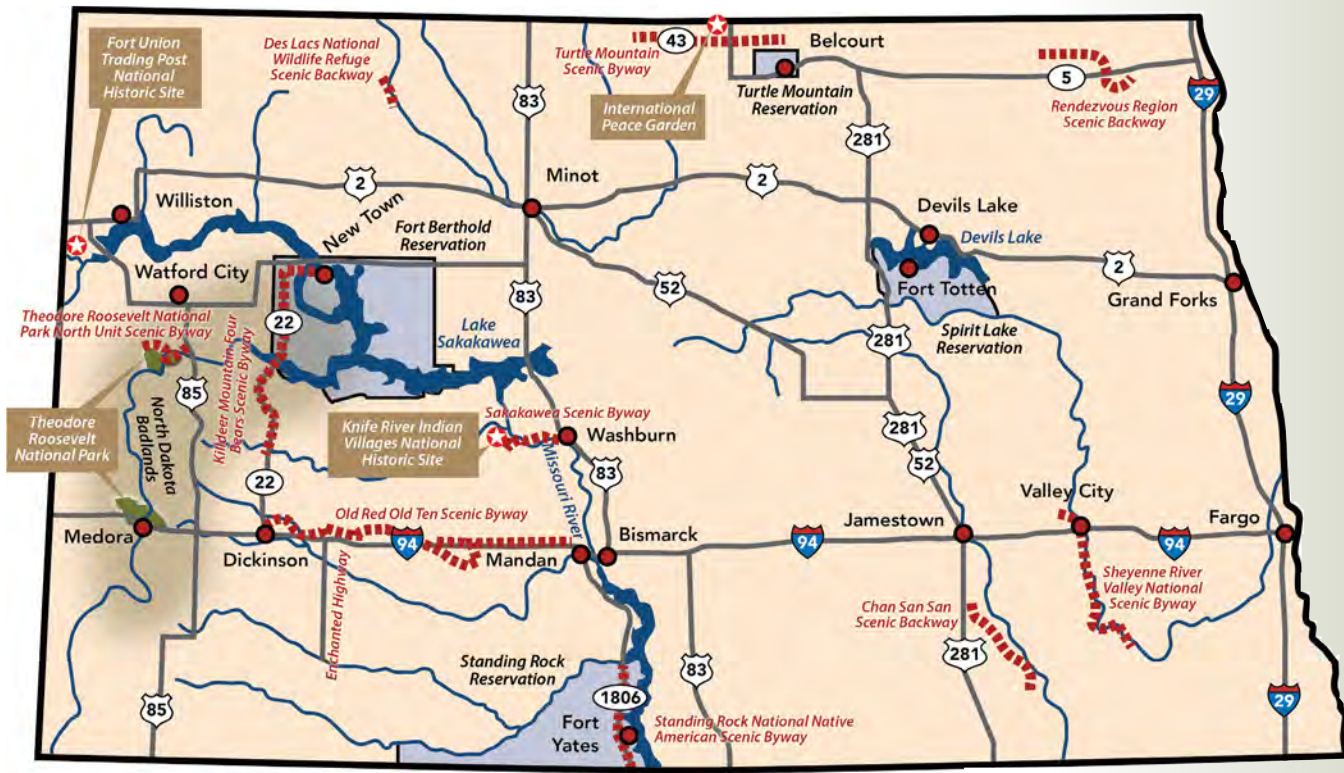 Fort Union
Trading Post
National
Historic Site
Des Lacs National
Wildlife Refuge
Scenic Backway
83
Turtle Mountain
Scenic Byway
43
Belcourt
Turtle Mountain
Reservation
International
Peace Garden
281
5
Rendezvous Region
Scenic Backway
29
Williston
2
Minot
2
New Town
Fort Berthold
Reservation
Devils Lake
Devils Lake
Fort Totten
2
Grand Forks
Watford City
Theodore Roosevelt National
Park North Unit Scenic Byway
22
83
52
Lake
Sakakawea
281
Spirit Lake
Reservation
85
Killdeer Mountain Four
Bears Scenic Byway
29
North Dakota
Badlands
Theodore
Roosevelt
National Park
Knife River Indian
Villages National
Historic Site
Sakakawea Scenic Byway
Washburn
Missouri River
83
281
52
22
Old Red Old Ten Scenic Byway
Medora
Dickinson
94
Mandan
Bismarck
94
Jamestown
Valley City
94
Fargo
Enchanted Highway
Sheyenne River
Valley National
Scenic Byway
Chan San San
Scenic Backway
Standing Rock
Reservation
83
281
29
85
1806
Fort
Yates
Standing Rock National Native
American Scenic Byway